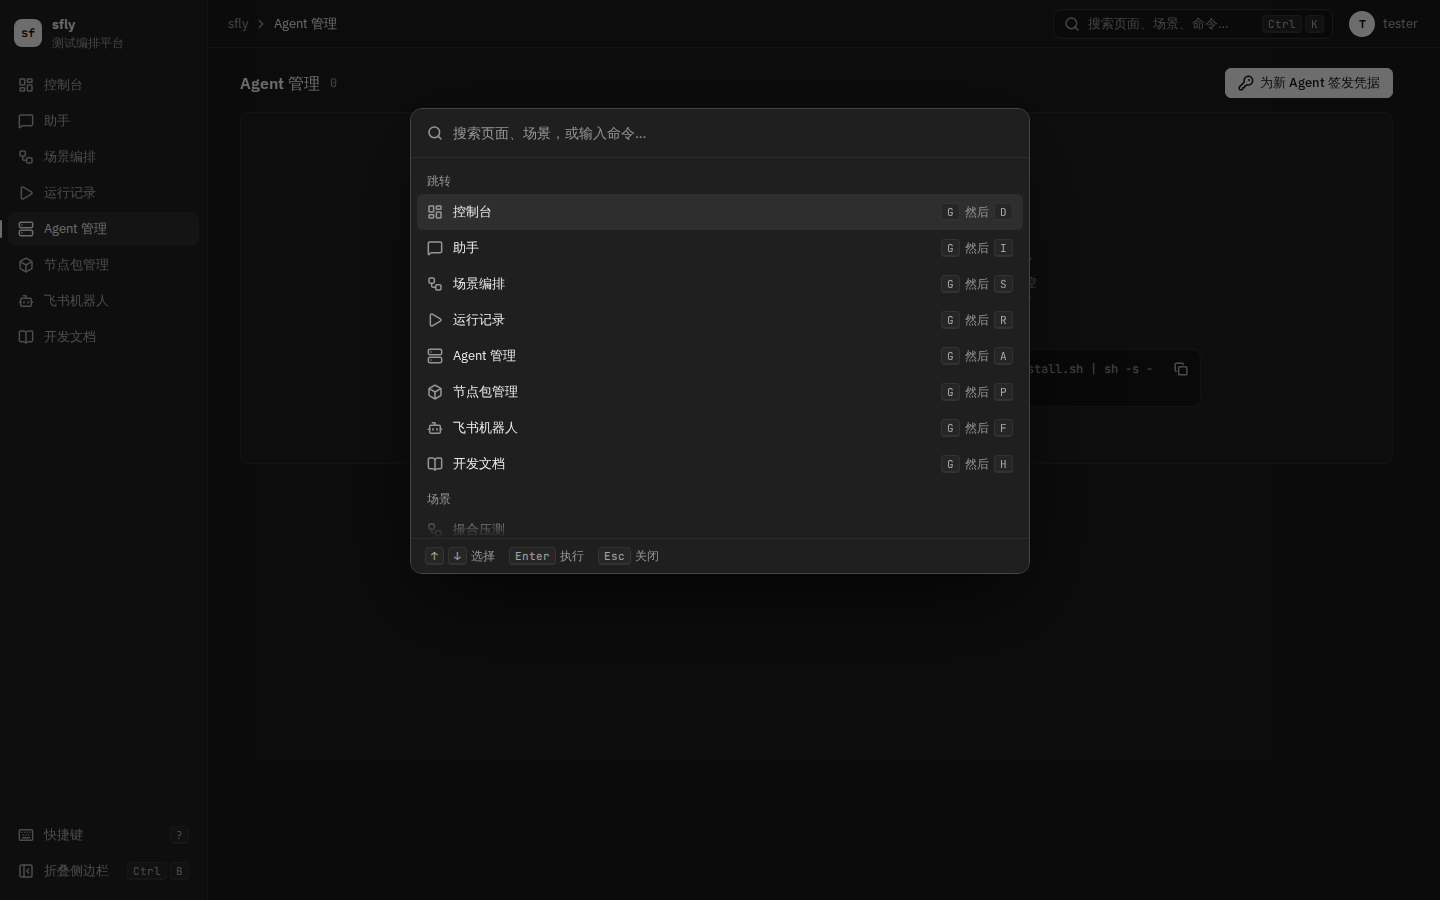 sf
sfly
测试编排平台
控制台
助手
场景编排
运行记录
Agent 管理
节点包管理
飞书机器人
开发文档
快捷键 ?
折叠侧边栏 Ctrl B
sfly > Agent 管理
搜索页面、场景、命令... Ctrl K
T tester
Agent 管理 0
为新 Agent 签发凭据
stall.sh | sh -s -
搜索页面、场景，或输入命令...
跳转
控制台 G 然后 D
助手 G 然后 I
场景编排 G 然后 S
运行记录 G 然后 R
Agent 管理 G 然后 A
节点包管理 G 然后 P
飞书机器人 G 然后 F
开发文档 G 然后 H
场景
撮合压测
↑ ↓ 选择 Enter 执行 Esc 关闭